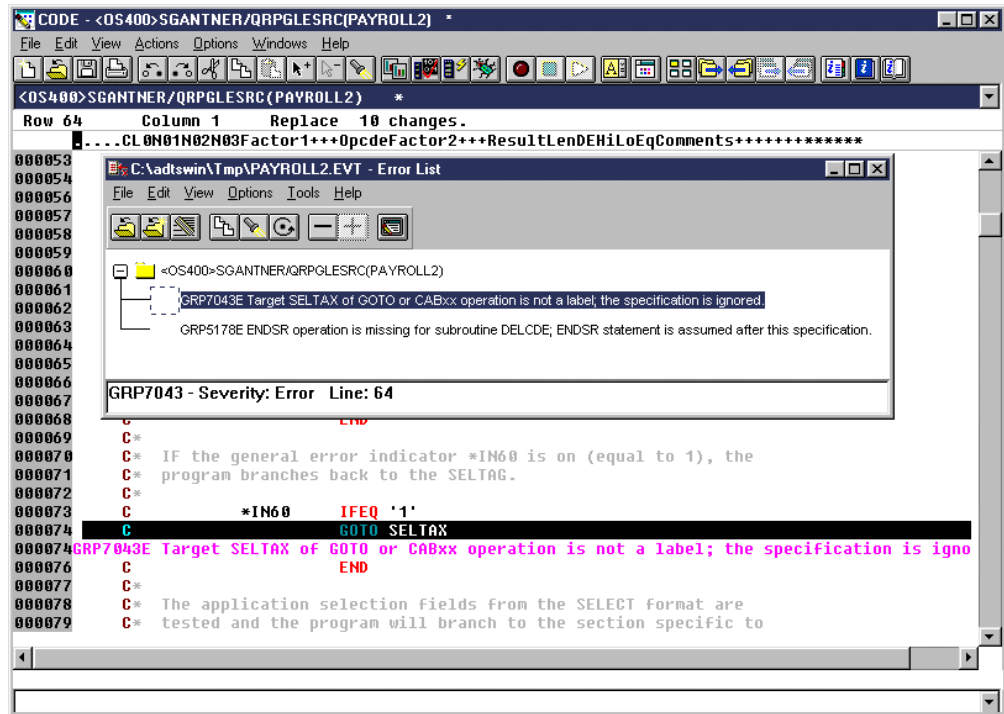 CODE - <OS400>SGANTNER/QRPGLESRC(PAYROLL2) *
File Edit View Actions Options Windows Help
<OS400>SGANTNER/QRPGLESRC(PAYROLL2) *
Row 64 Column 1 Replace 10 changes.
.....CL0N01N02N03Factor1+++OpcdeFactor2+++ResultLenDEHiLoEqComments+++++++******
000053
C:\adtswin\Tmp\PAYROLL2.EVT - Error List
000054
File Edit View Options Tools Help
000056
000057
000058
000059
000060
<OS400>SGANTNER/QRPGLESRC(PAYROLL2)
000061
GRP7043E Target SELTAX of GOTO or CABxx operation is not a label; the specification is ignored.
000062
000063
GRP5178E ENDSR operation is missing for subroutine DELCDE; ENDSR statement is assumed after this specification.
000064
000065
000066
GRP7043 - Severity: Error Line: 64
000067
000068 C END
000069 C*
000070 C* IF the general error indicator *IN60 is on (equal to 1), the
000071 C* program branches back to the SELTAG.
000072 C*
000073 C *IN60 IFEQ '1'
000074 C GOTO SELTAX
000074GRP7043E Target SELTAX of GOTO or CABxx operation is not a label; the specification is igno
000076 C END
000077 C*
000078 C* The application selection fields from the SELECT format are
000079 C* tested and the program will branch to the section specific to